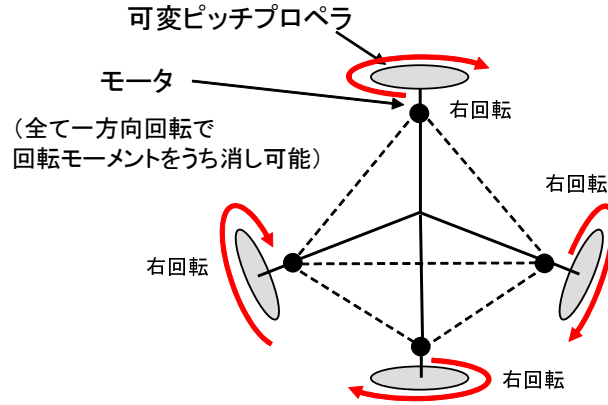 可変ピッチプロペラ
モータ
(全て一方向回転で
回転モーメントをうち消し可能)
右回転
右回転
右回転
右回転